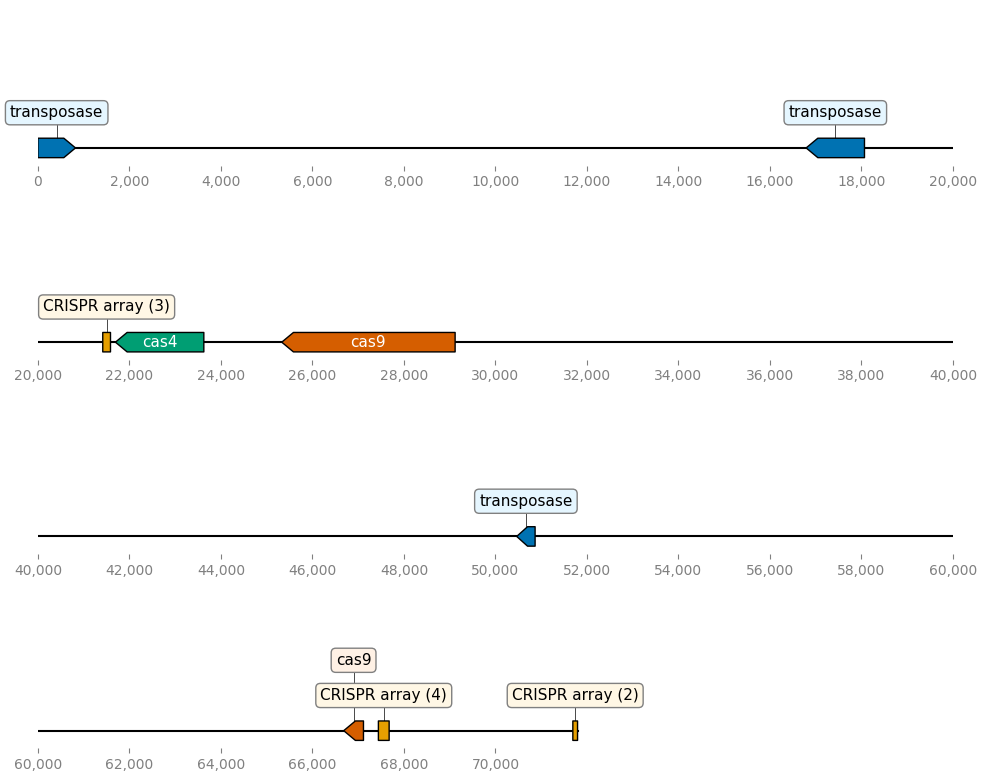 transposase transposase
0 2,000 4,000 6,000 8,000 10,000 12,000 14,000 16,000 18,000 20,000
CRISPR array (3)
cas4 cas9
20,000 22,000 24,000 26,000 28,000 30,000 32,000 34,000 36,000 38,000 40,000
transposase
40,000 42,000 44,000 46,000 48,000 50,000 52,000 54,000 56,000 58,000 60,000
cas9
CRISPR array (4) CRISPR array (2)
60,000 62,000 64,000 66,000 68,000 70,000